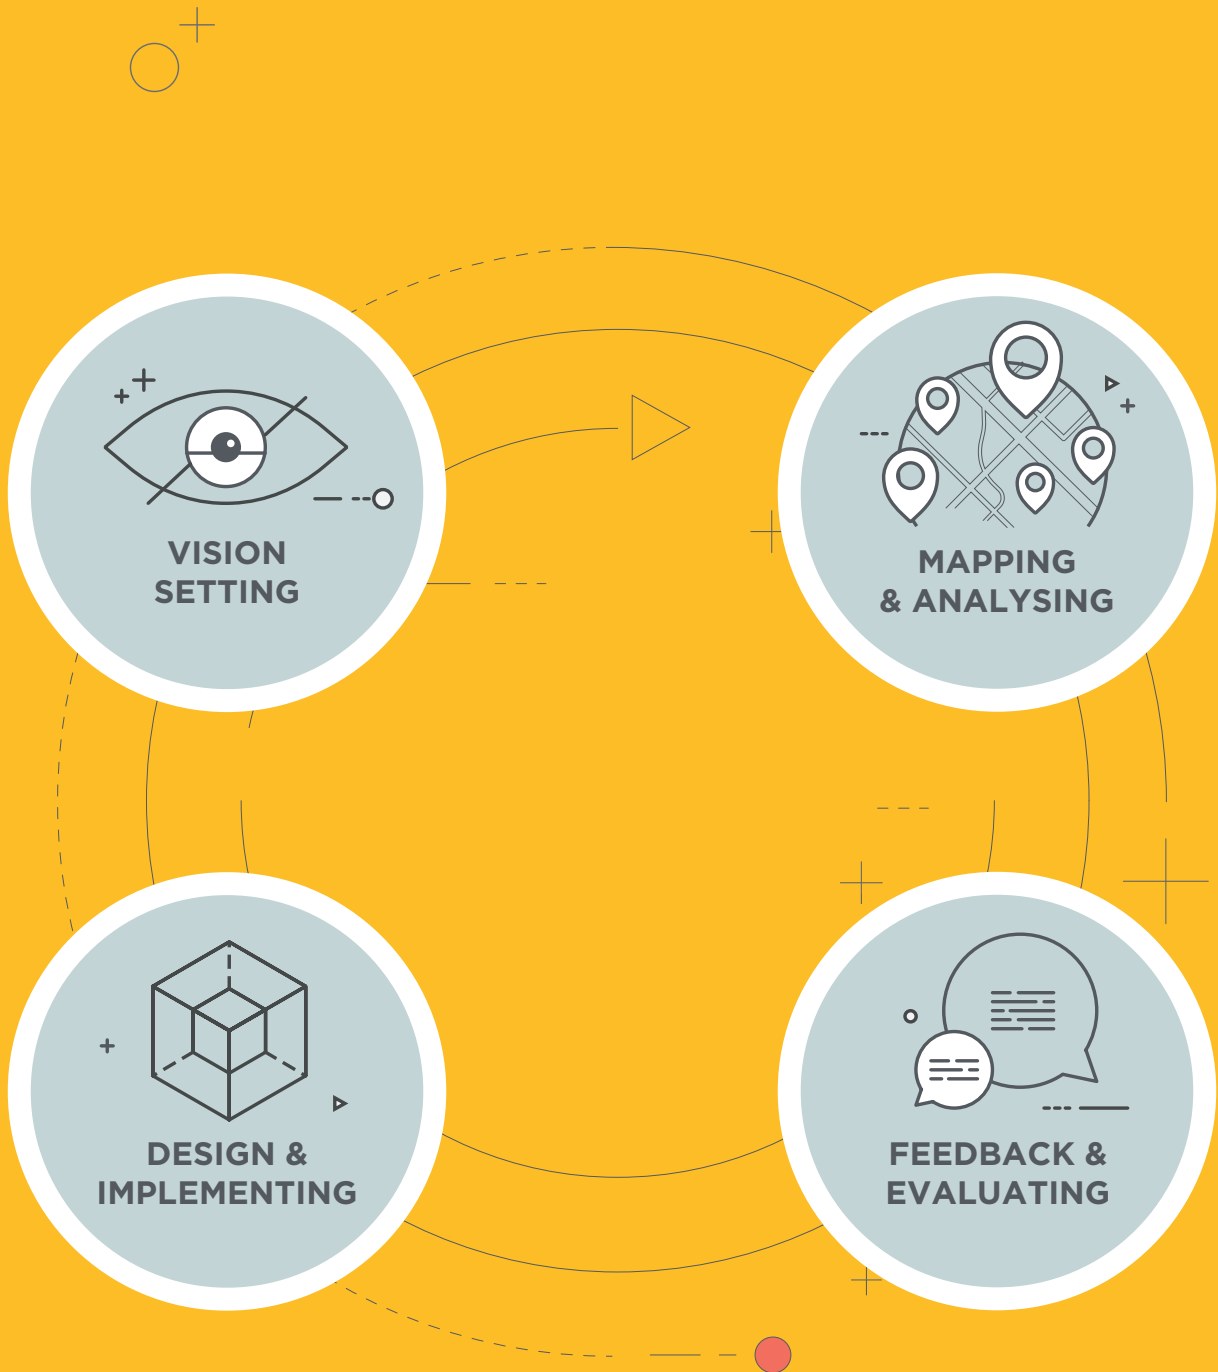 VISION
SETTING
MAPPING
& ANALYSING
DESIGN &
IMPLEMENTING
FEEDBACK &
EVALUATING